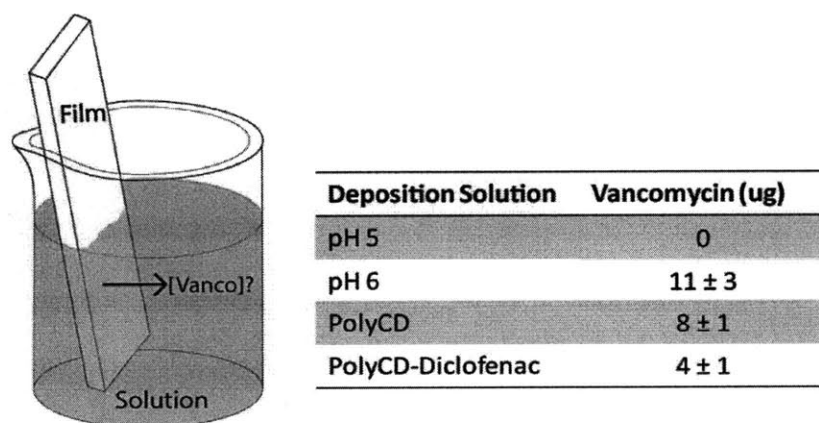 Film
[Vanco]?
Solution
Deposition Solution Vancomycin (ug)
pH 5 0
pH 6 11 ± 3
PolyCD 8 ± 1
PolyCD-Diclofenac 4 ± 1